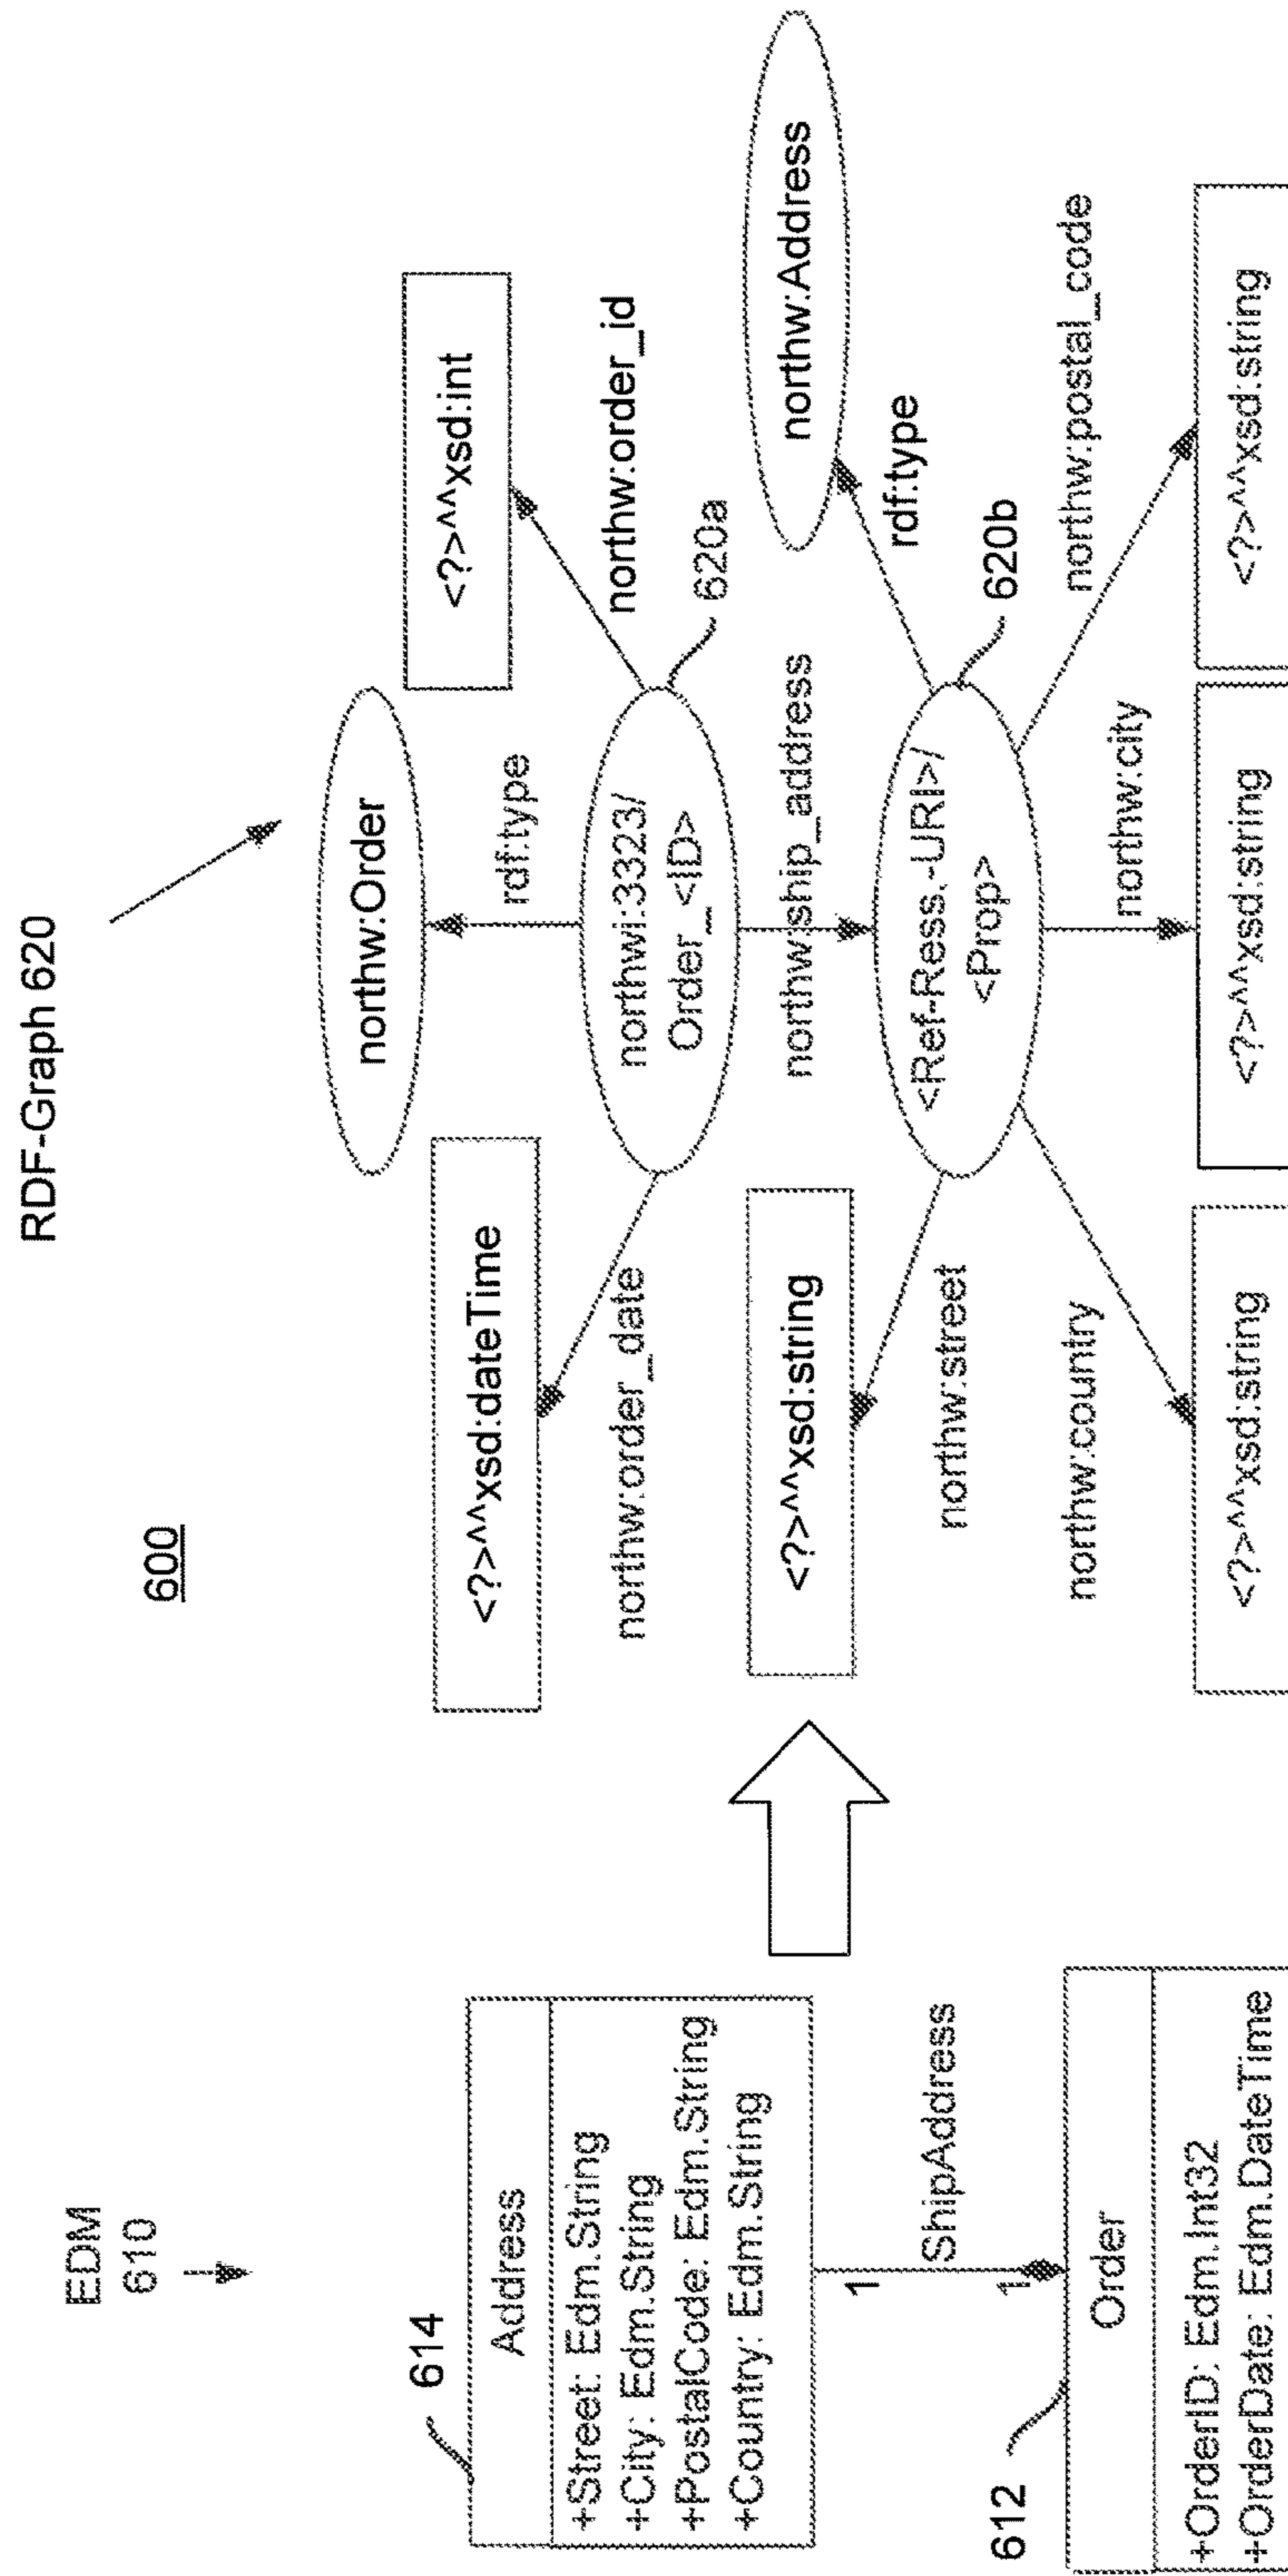 600
EDM
610
614
Address
+Street: Edm.String
+City: Edm.String
+PostalCode: Edm.String
+Country: Edm.String
1
ShipAddress
1
612
Order
+OrderID: Edm.Int32
+OrderDate: Edm.DateTime
RDF-Graph 620
northw:Order
<?>^^xsd:dateTime
rdf:type
<?>^^xsd:int
northw:order_date
northwi:3323/
Order_<ID>
northw:order_id
620a
<?>^^xsd:string
northw:ship_address
northw:Address
northw:street
<Ref-Ress.-URI>/
<Prop>
rdf:type
620b
northw:country
northw:city
northw:postal_code
<?>^^xsd:string
<?>^^xsd:string
<?>^^xsd:string